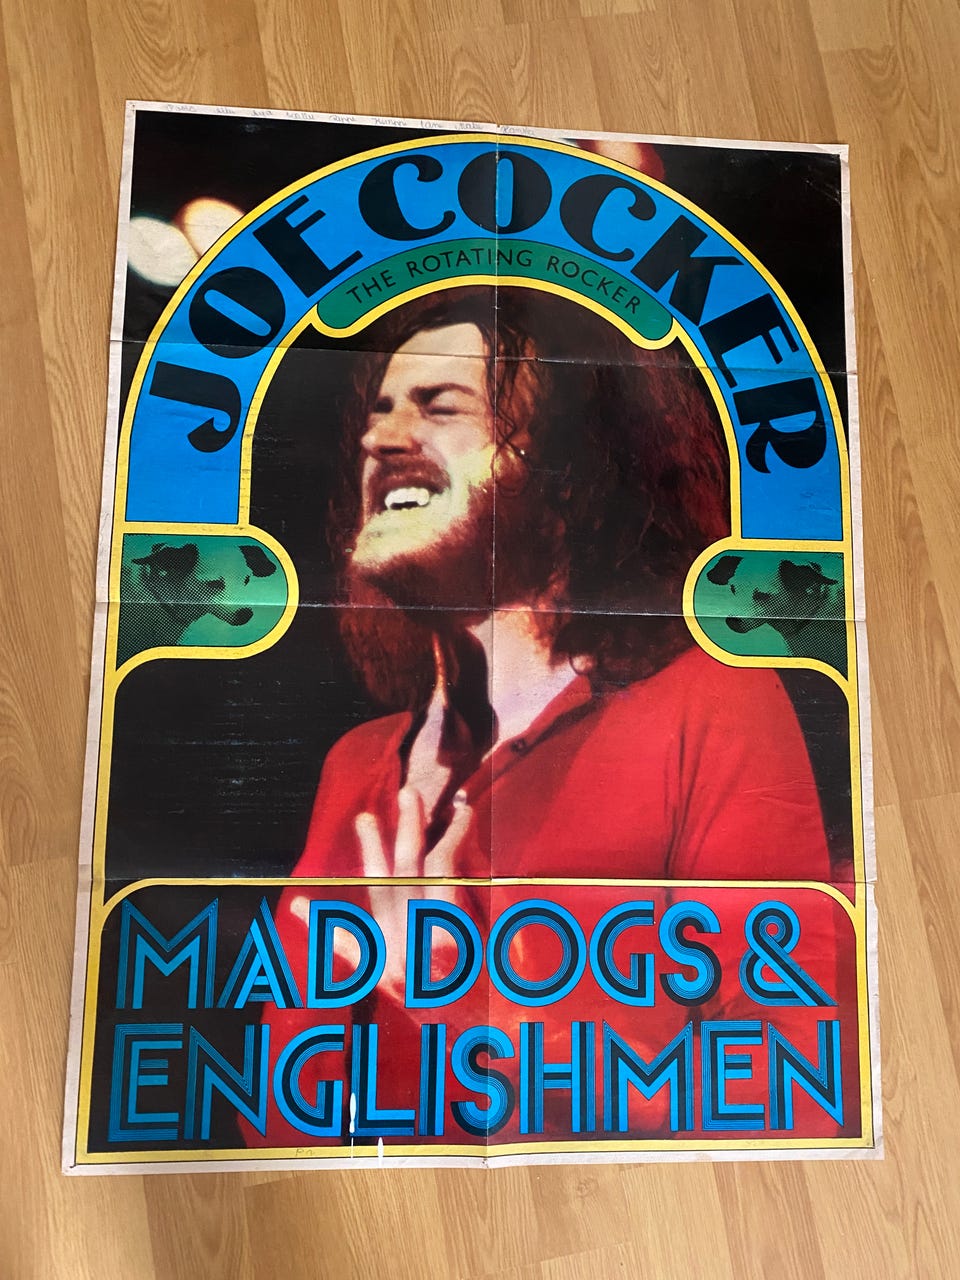 JOE COCKER
THE ROTATING ROCKER
MAD DOGS &
ENGLISHMEN